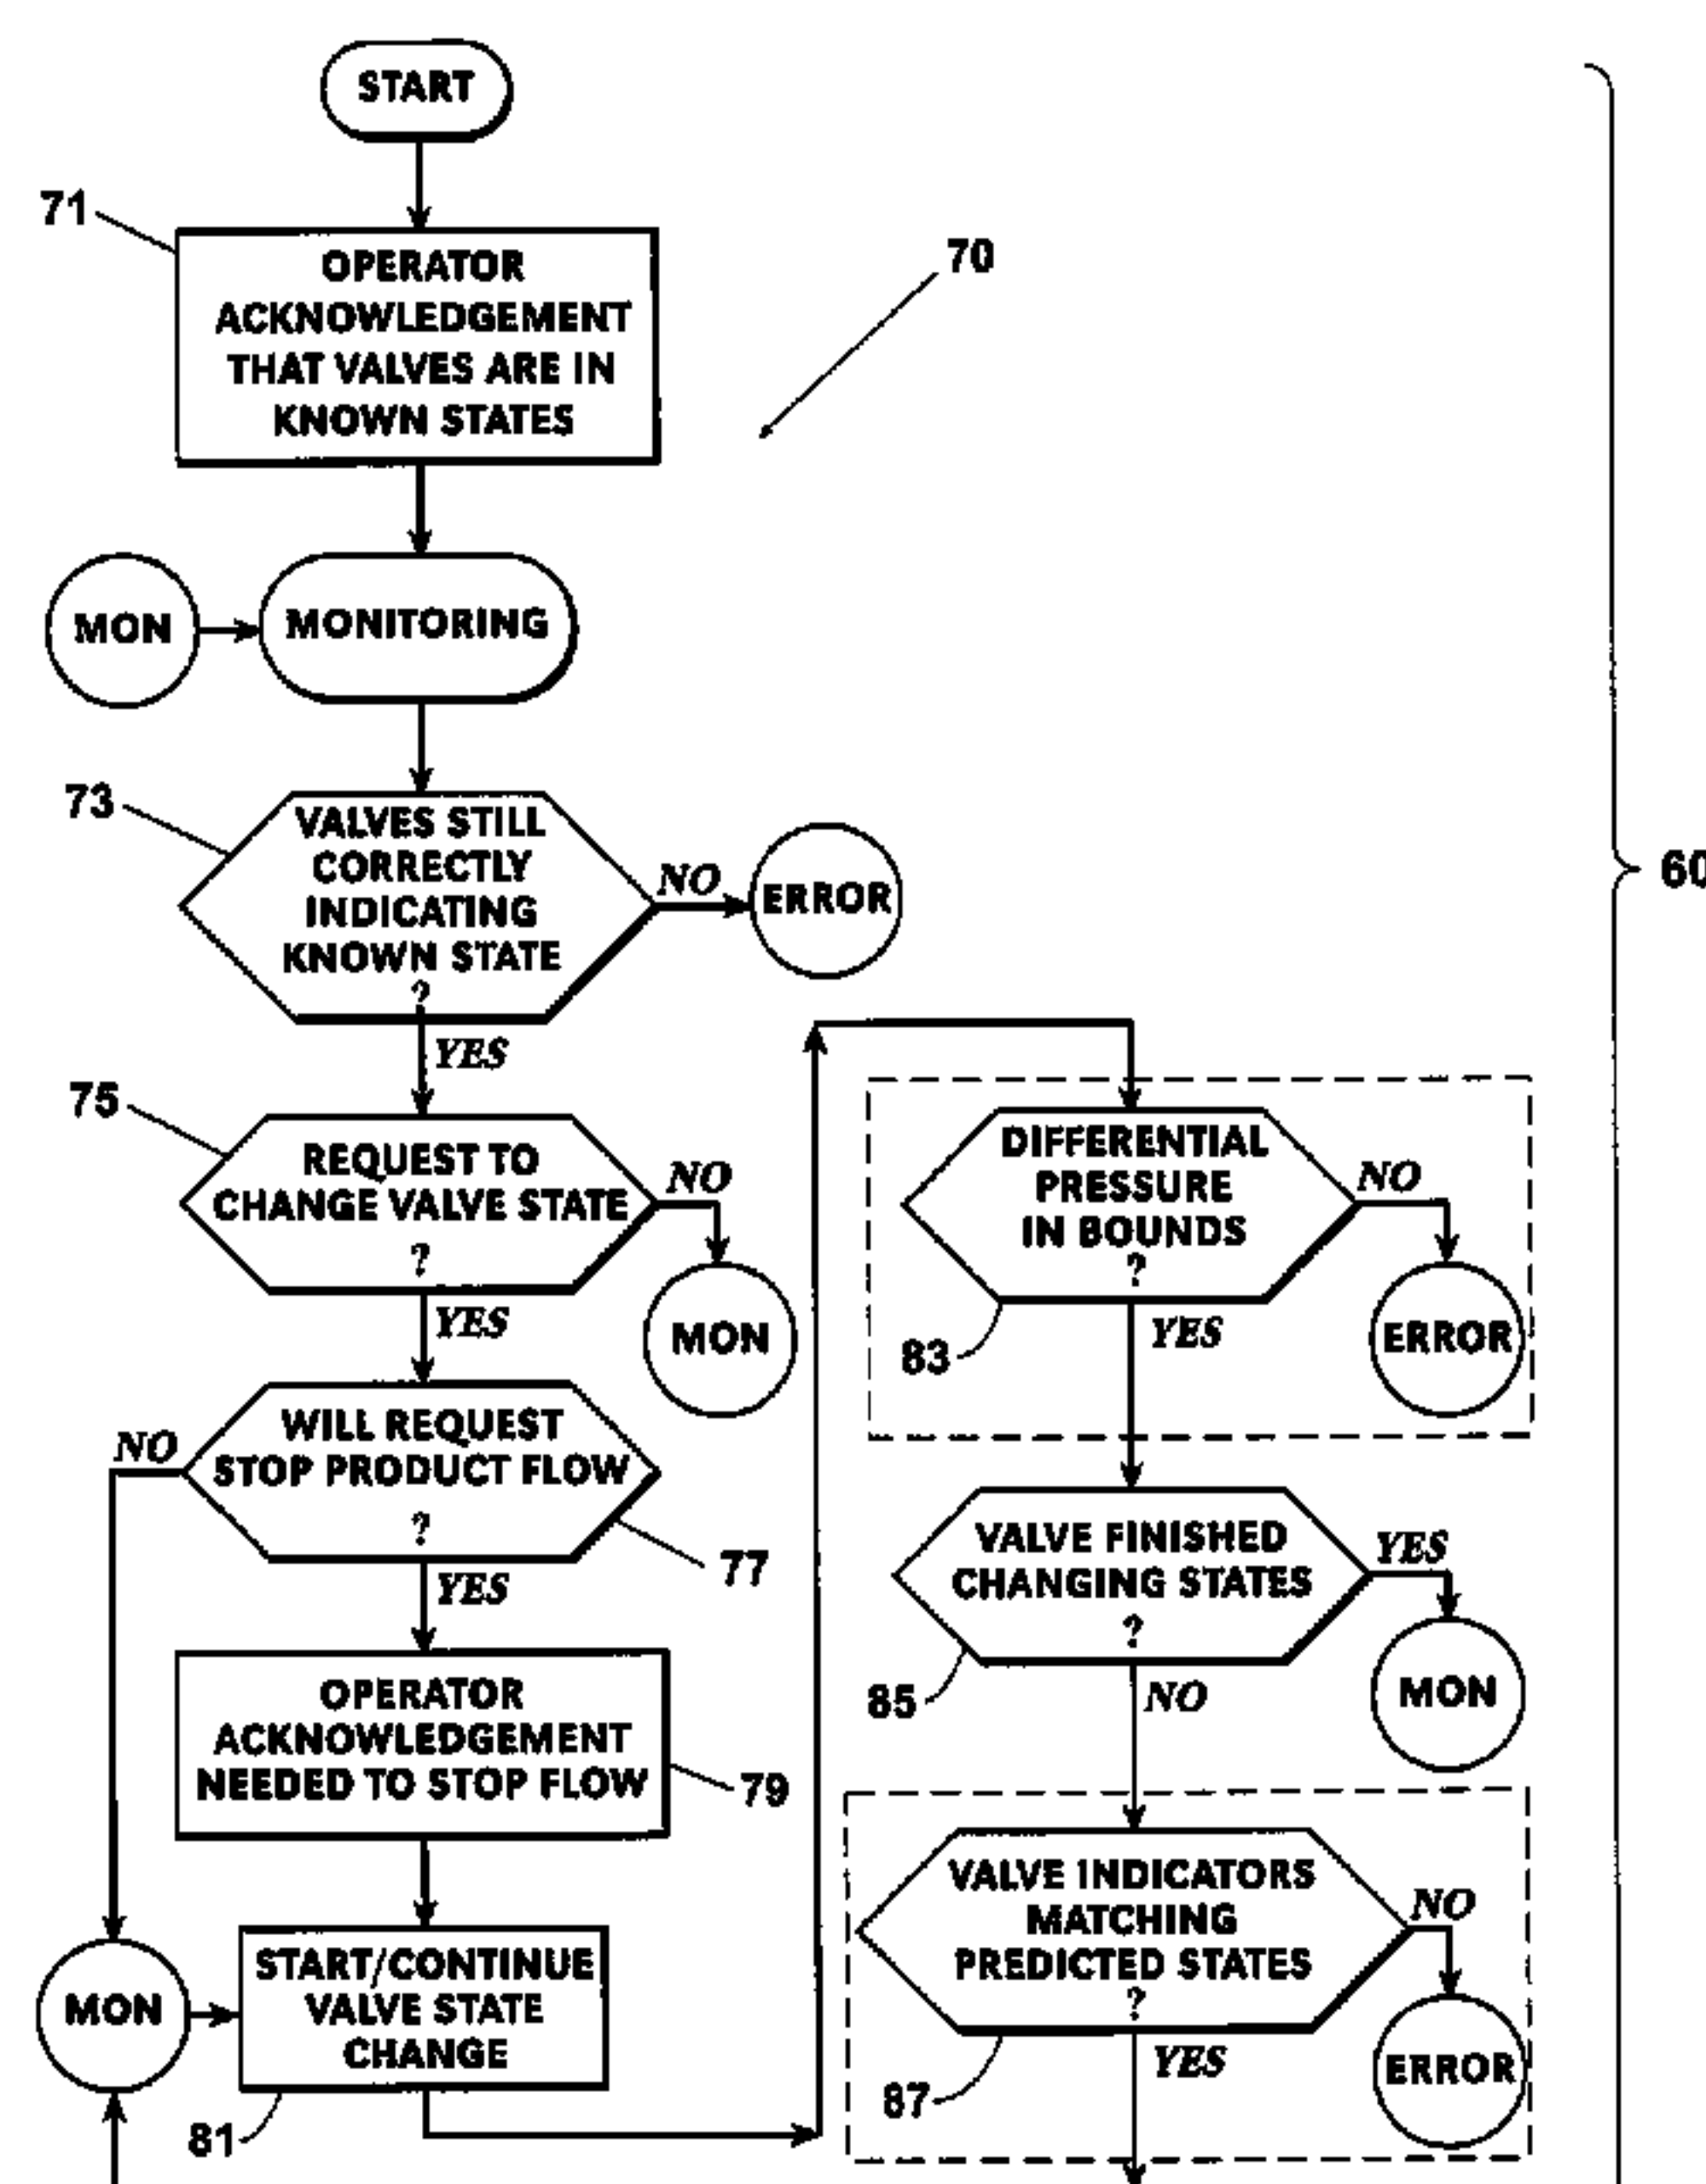 START
71
OPERATOR
ACKNOWLEDGEMENT
THAT VALVES ARE IN
KNOWN STATES
70
MON
MONITORING
73
VALVES STILL
CORRECTLY
INDICATING
KNOWN STATE
?
NO
ERROR
60
YES
75
REQUEST TO
CHANGE VALVE STATE
?
NO
MON
YES
WILL REQUEST
STOP PRODUCT FLOW
?
NO
77
YES
OPERATOR
ACKNOWLEDGEMENT
NEEDED TO STOP FLOW
79
MON
START/CONTINUE
VALVE STATE
CHANGE
81
DIFFERENTIAL
PRESSURE
IN BOUNDS
?
NO
ERROR
83
YES
VALVE FINISHED
CHANGING STATES
?
YES
MON
85
NO
VALVE INDICATORS
MATCHING
PREDICTED STATES
?
NO
ERROR
87
YES